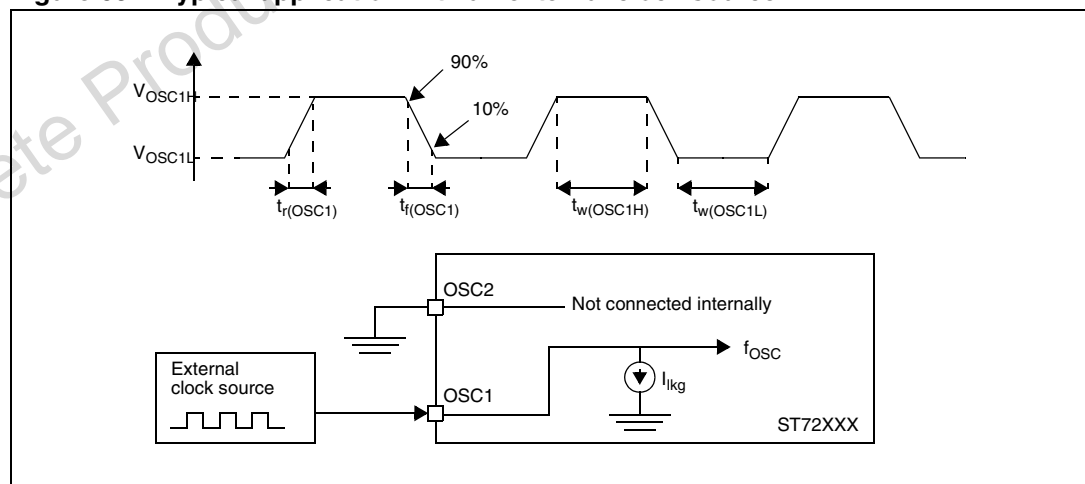 90%
10%
VOSC1H
VOSC1L
tr(OSC1)
tf(OSC1)
tw(OSC1H)
tw(OSC1L)
OSC2
Not connected internally
fOSC
External
clock source
Ilkg
OSC1
ST72XXX